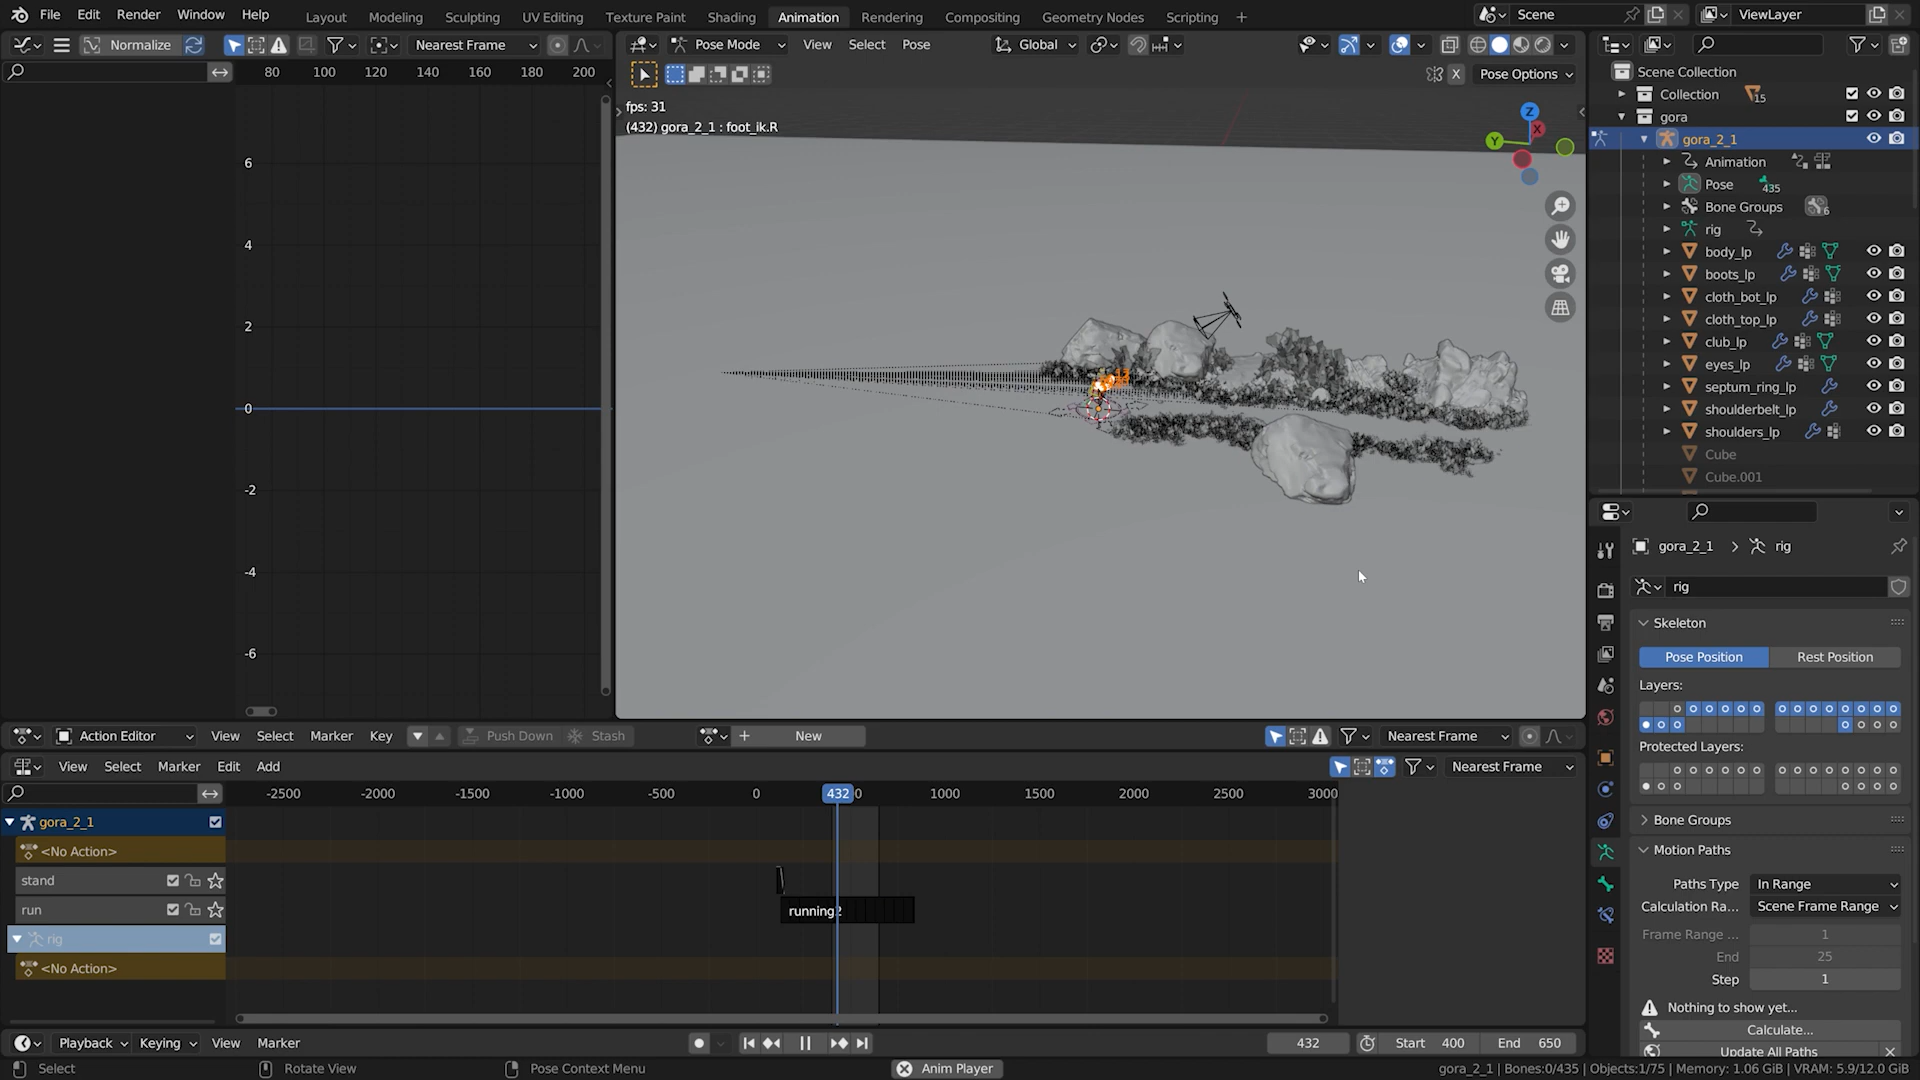 File Edit Render Window Help Layout Modeling Sculpting UV Editing Texture Paint Shading Animation Rendering Compositing Geometry Nodes Scripting + Scene ViewLayer
Normalize Nearest Frame Pose Mode View Select Pose Global
80 100 120 140 160 180 200
X Pose Options
Scene Collection
Collection 15
gora
gora_2_1
Animation
Pose 435
Bone Groups 6
rig
body_lp
boots_lp
cloth_bot_lp
cloth_top_lp
club_lp
eyes_lp
septum_ring_lp
shoulderbelt_lp
shoulders_lp
Cube
Cube.001
fps: 31
(432) gora_2_1 : foot_ik.R
Z
X
Y
6
4
2
0
-2
-4
-6
gora_2_1 > rig
rig
Skeleton
Pose Position Rest Position
Layers:
Protected Layers:
Bone Groups
Motion Paths
Paths Type In Range
Calculation Ra... Scene Frame Range
Frame Range ... 1
End 25
Step 1
Nothing to show yet...
Calculate...
Update All Paths
Action Editor View Select Marker Key Push Down Stash + New Nearest Frame
View Select Marker Edit Add Nearest Frame
-2500 -2000 -1500 -1000 -500 0 432 0 1000 1500 2000 2500 3000
gora_2_1
<No Action>
stand
run
running2
rig
<No Action>
Playback Keying View Marker 432 Start 400 End 650
Select Rotate View Pose Context Menu Anim Player gora_2_1 | Bones:0/435 | Objects:1/75 | Memory: 1.06 GiB | VRAM: 5.9/12.0 GiB